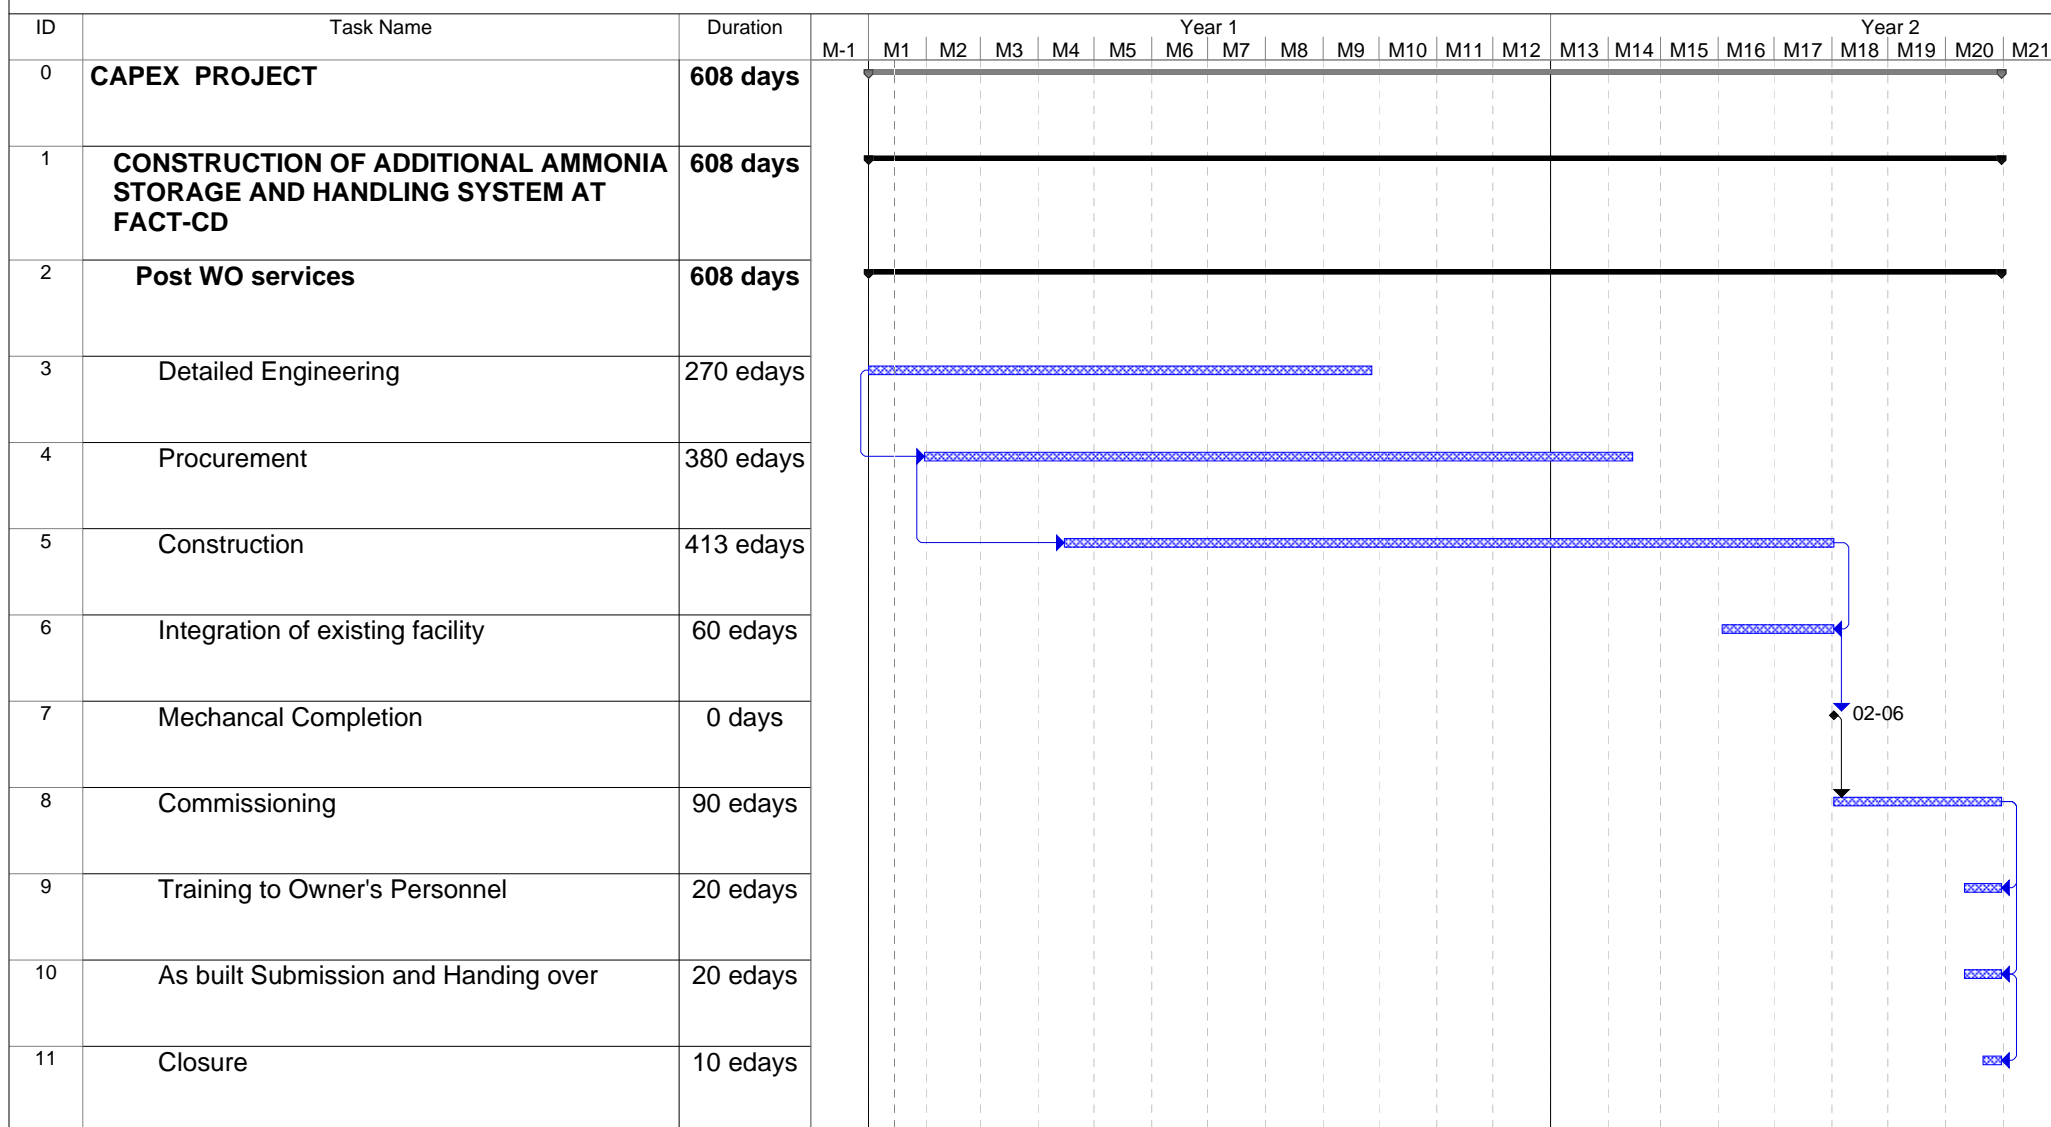 ID Task Name Duration Year 1 Year 2
M-1 M1 M2 M3 M4 M5 M6 M7 M8 M9 M10 M11 M12 M13 M14 M15 M16 M17 M18 M19 M20 M21
0 CAPEX PROJECT 608 days
1 CONSTRUCTION OF ADDITIONAL AMMONIA 608 days
STORAGE AND HANDLING SYSTEM AT
FACT-CD
2 Post WO services 608 days
3 Detailed Engineering 270 edays
4 Procurement 380 edays
5 Construction 413 edays
6 Integration of existing facility 60 edays
7 Mechancal Completion 0 days 02-06
8 Commissioning 90 edays
9 Training to Owner's Personnel 20 edays
10 As built Submission and Handing over 20 edays
11 Closure 10 edays